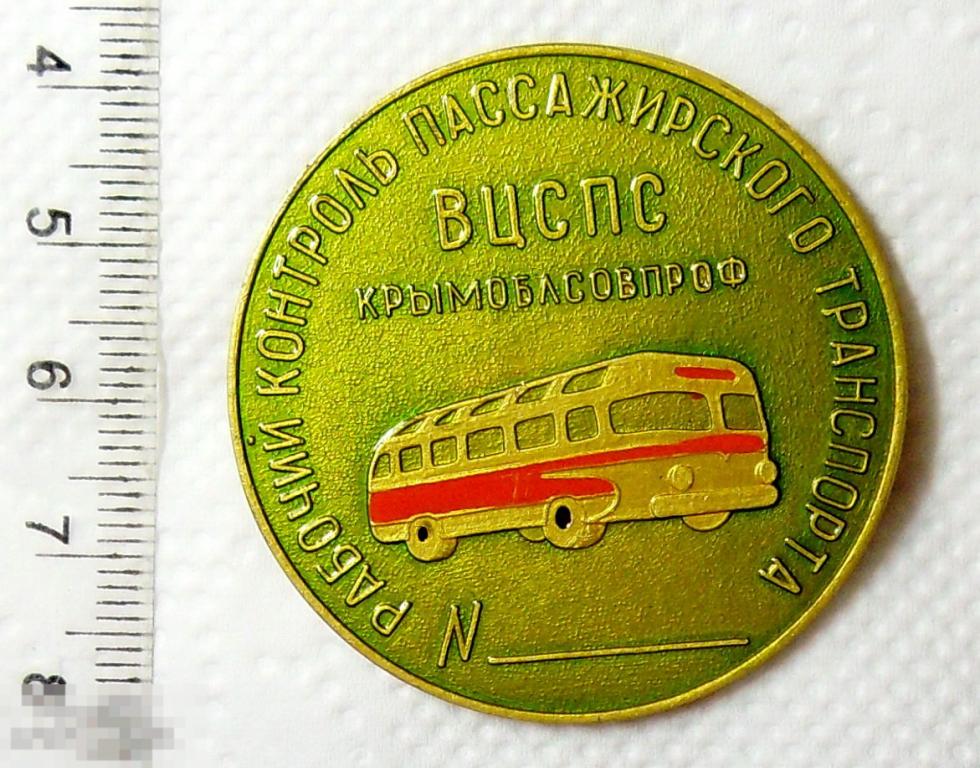 РАБОЧИЙ КОНТРОЛЬ ПАССАЖИРСКОГО ТРАНСПОРТА
ВЦСПС
КРЫМОБЛСОВПРОФ
N
4
5
6
7
8